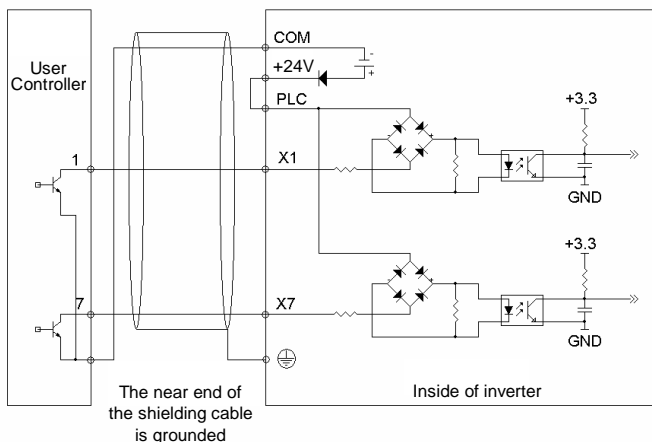 User
Controller
COM
+24V
-
+
PLC
+3.3
1
X1
-
+
GND
+3.3
7
X7
-
+
GND
The near end of
the shielding cable
is grounded
Inside of inverter